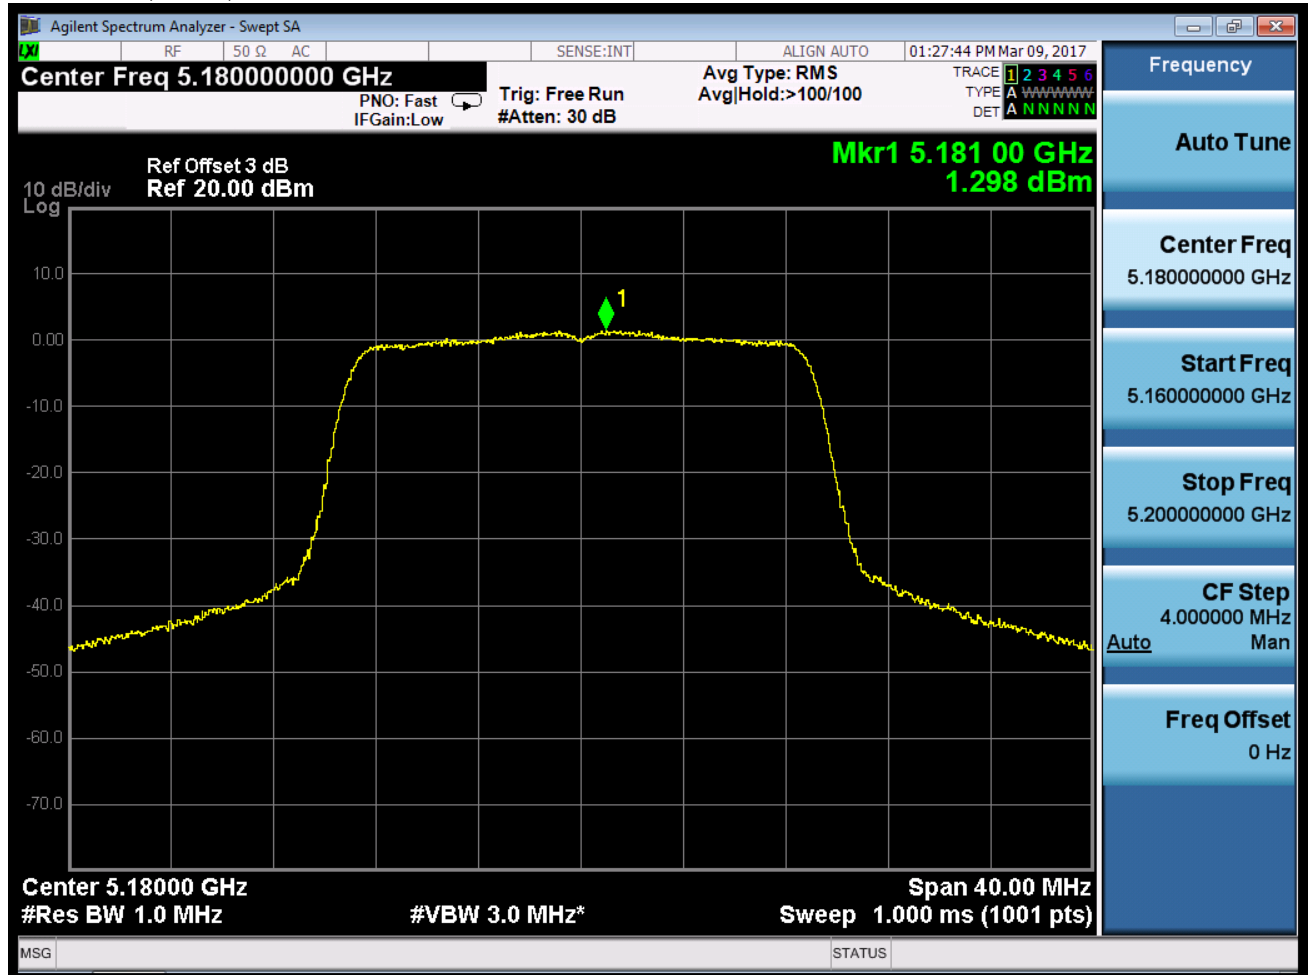 Agilent Spectrum Analyzer - Swept SA
LXI RF 50 Ω AC SENSE:INT ALIGN AUTO 01:27:44 PM Mar 09, 2017
Center Freq 5.180000000 GHz
PNO: Fast
IFGain:Low
Trig: Free Run
#Atten: 30 dB
Avg Type: RMS
Avg|Hold:>100/100
TRACE 1 2 3 4 5 6
TYPE A WWWWW
DET A N N N N N
Mkr1 5.181 00 GHz
1.298 dBm
Ref Offset 3 dB
10 dB/div Ref 20.00 dBm
Log
1
10.0
0.00
-10.0
-20.0
-30.0
-40.0
-50.0
-60.0
-70.0
Center 5.18000 GHz Span 40.00 MHz
#Res BW 1.0 MHz #VBW 3.0 MHz* Sweep 1.000 ms (1001 pts)
MSG STATUS
Frequency
Auto Tune
Center Freq
5.180000000 GHz
Start Freq
5.160000000 GHz
Stop Freq
5.200000000 GHz
CF Step
4.000000 MHz
Auto Man
Freq Offset
0 Hz